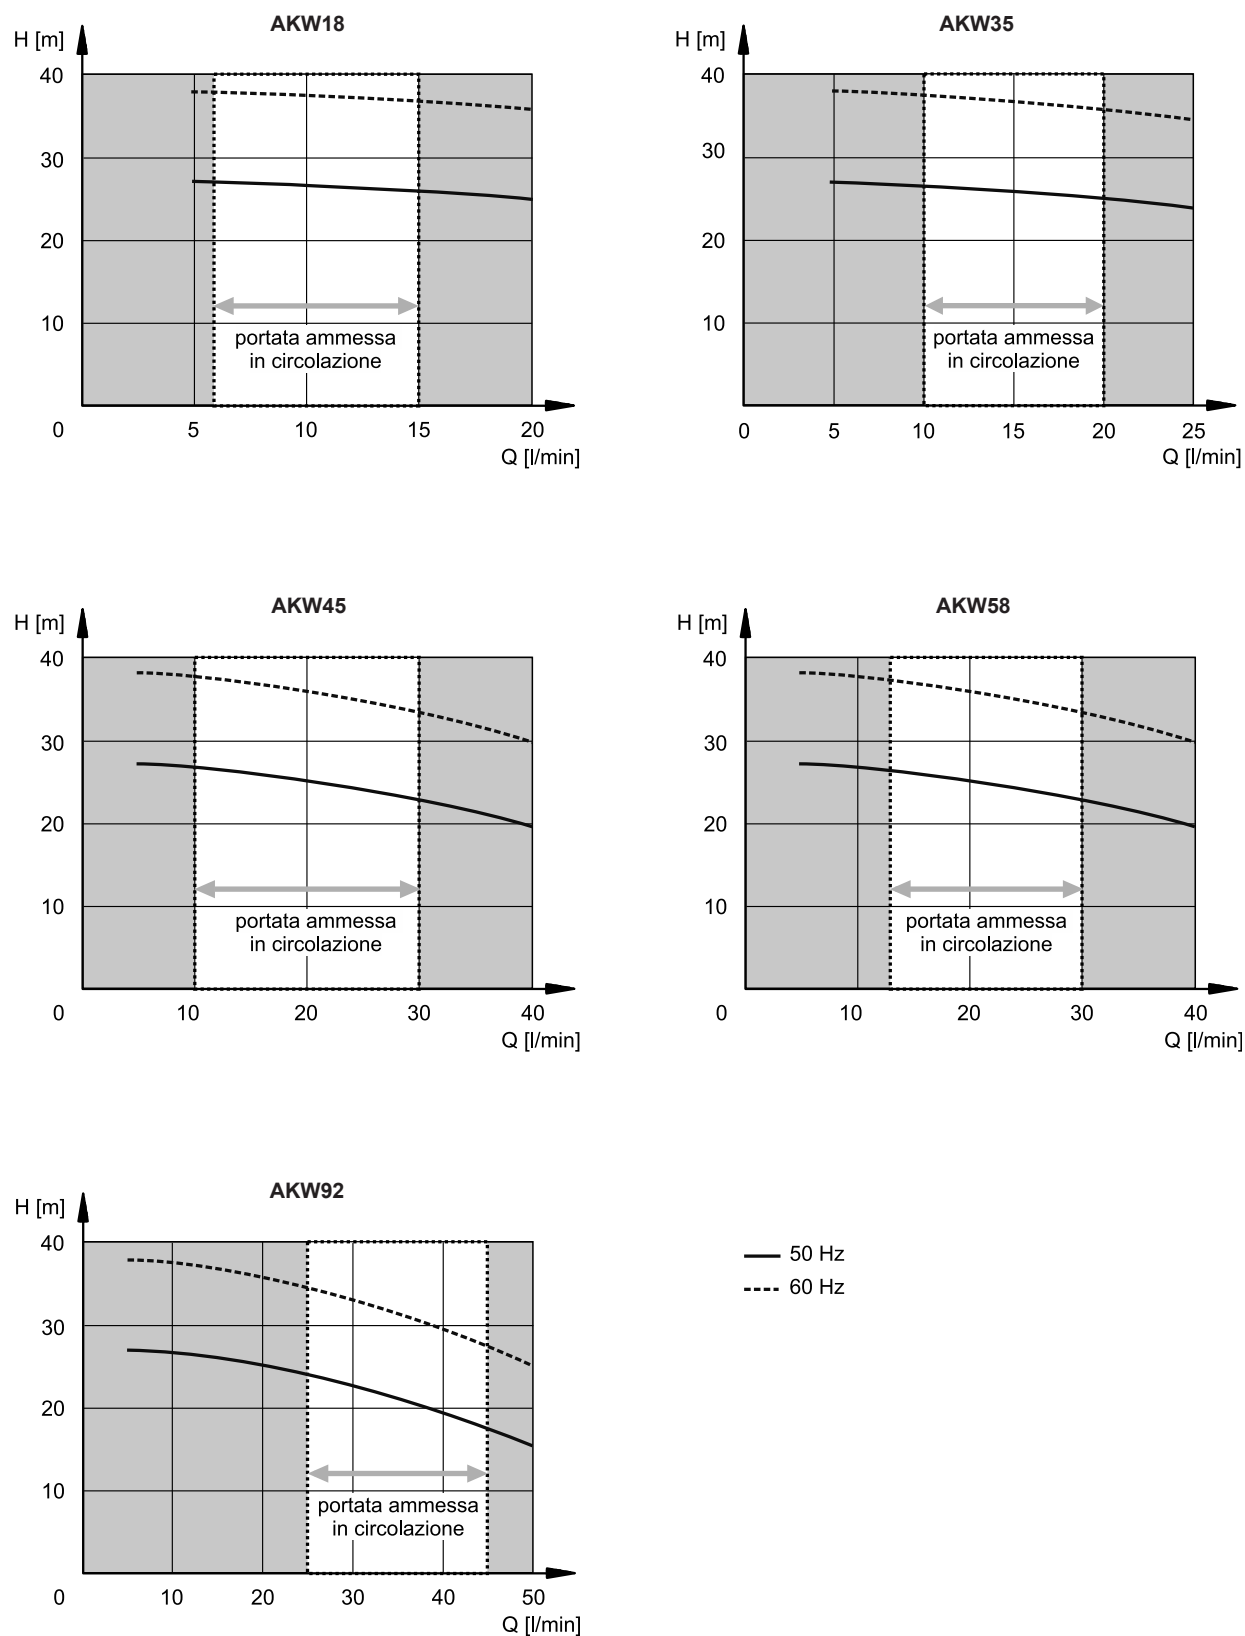 AKW18
H [m]
40
30
20
10
portata ammessa
in circolazione
0 5 10 15 20
Q [l/min]
AKW35
H [m]
40
30
20
10
portata ammessa
in circolazione
0 5 10 15 20 25
Q [l/min]
AKW45
H [m]
40
30
20
10
portata ammessa
in circolazione
0 10 20 30 40
Q [l/min]
AKW58
H [m]
40
30
20
10
portata ammessa
in circolazione
0 10 20 30 40
Q [l/min]
AKW92
H [m]
40
30
20
10
portata ammessa
in circolazione
0 10 20 30 40 50
Q [l/min]
50 Hz
60 Hz